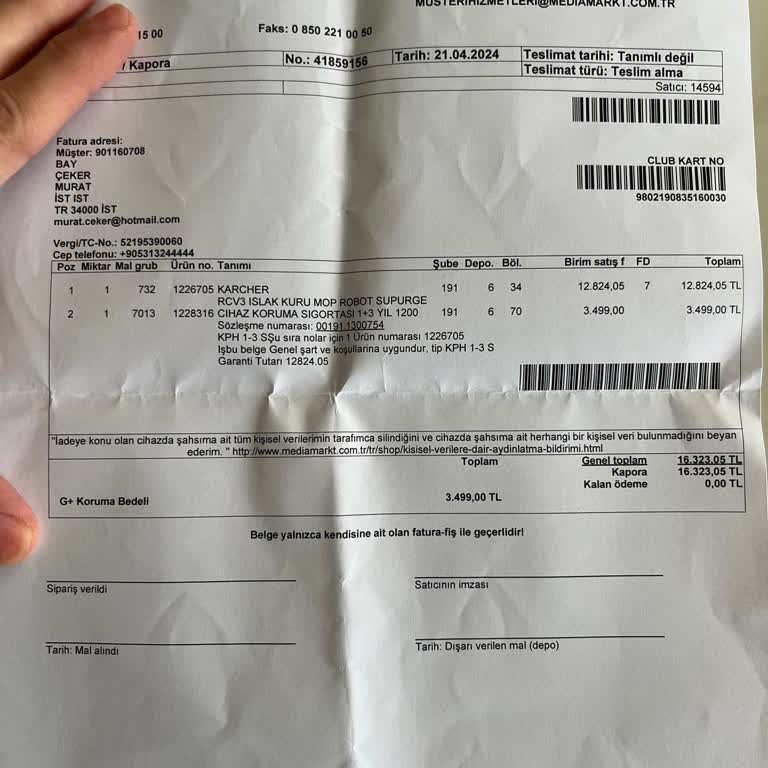 MUSTERIHIZMETLERI@MEDIAMARKT.COM.TR
15 00
Faks: 0 850 221 00 50
/ Kapora
No.: 41859156
Tarih: 21.04.2024
Teslimat tarihi: Tanımlı değil
Teslimat türü: Teslim alma
Satıcı: 14594
Fatura adresi:
Müşter: 901160708
BAY
ÇEKER
MURAT
İST IST
TR 34000 İST
murat.ceker@hotmail.com
CLUB KART NO
9802190835160030
Vergi/TC-No.: 52195390060
Cep telefonu: +905313244444
Poz Miktar Mal grub Ürün no. Tanımı Şube Depo. Böl. Birim satış f FD Toplam
1 1 732 1226705 KARCHER 191 6 34 12.824,05 7 12.824,05 TL
RCV3 ISLAK KURU MOP ROBOT SUPURGE
2 1 7013 1228316 CIHAZ KORUMA SIGORTASI 1+3 YIL 1200 191 6 70 3.499,00 3.499,00 TL
Sözleşme numarası: 00191.1300754
KPH 1-3 SŞu sıra nolar için 1 Ürün numarası 1226705
İşbu belge Genel şart ve koşullarına uygundur, tip KPH 1-3 S
Garanti Tutarı 12824.05
"İadeye konu olan cihazda şahsıma ait tüm kişisel verilerimin tarafımca silindiğini ve cihazda şahsıma ait herhangi bir kişisel veri bulunmadığını beyan
ederim. " http://www.mediamarkt.com.tr/tr/shop/kisisel-verilere-dair-aydinlatma-bildirimi.html
Toplam
Genel toplam 16.323,05 TL
Kapora 16.323,05 TL
Kalan ödeme 0,00 TL
G+ Koruma Bedeli 3.499,00 TL
Belge yalnızca kendisine ait olan fatura-fiş ile geçerlidir!
Sipariş verildi
Satıcının imzası
Tarih: Mal alındı
Tarih: Dışarı verilen mal (depo)